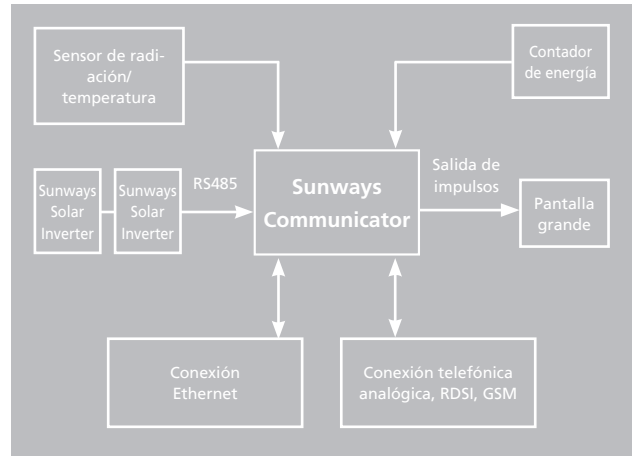 Sensor de radi-
ación/
temperatura
Contador
de energía
Sunways
Solar
Inverter
Sunways
Solar
Inverter
RS485
Sunways
Communicator
Salida de
impulsos
Pantalla
grande
Conexión
Ethernet
Conexión telefónica
analógica, RDSI, GSM